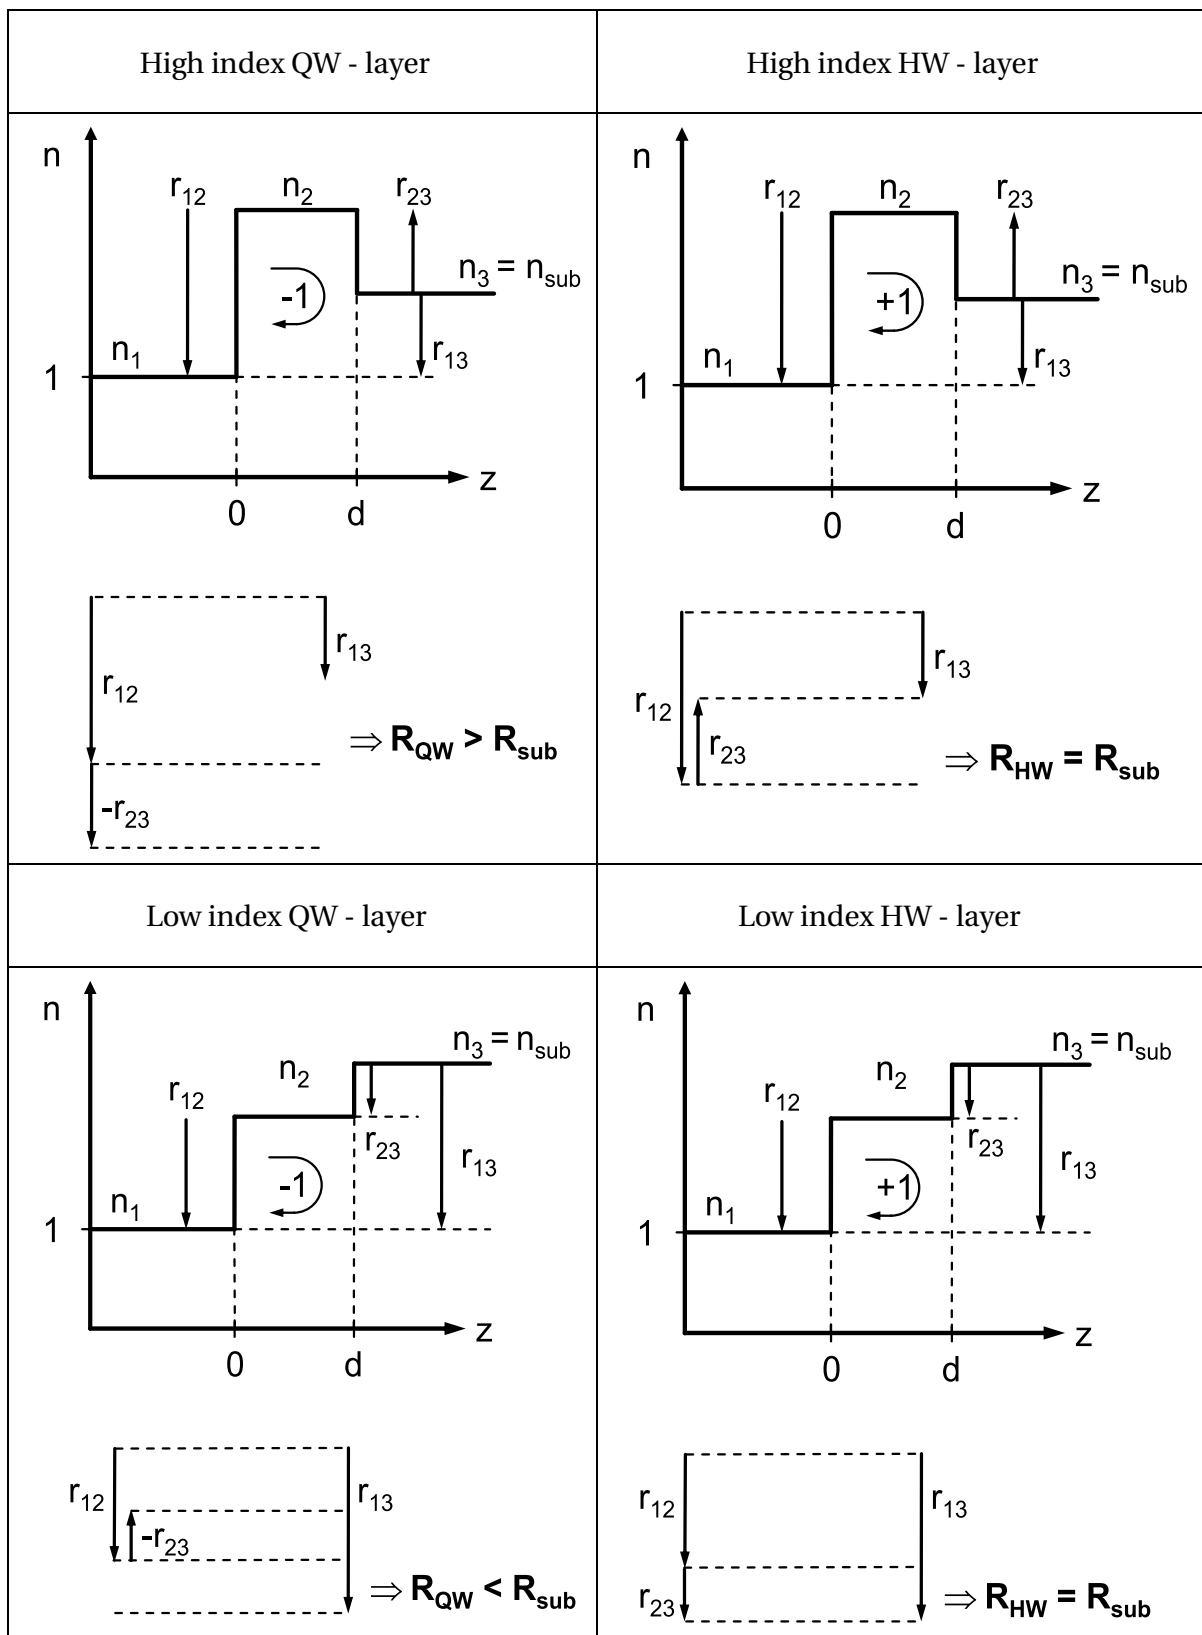 High index QW - layer
High index HW - layer
n
r12
n2
r23
n3 = nsub
-1
n1
r13
1
z
0
d
r13
r12
⇒ RQW > Rsub
-r23
n
r12
n2
r23
n3 = nsub
+1
n1
r13
1
z
0
d
r13
r12
r23
⇒ RHW = Rsub
Low index QW - layer
Low index HW - layer
n
n3 = nsub
n2
r12
r23
r13
-1
n1
1
z
0
d
r12
r13
-r23
⇒ RQW < Rsub
n
n3 = nsub
n2
r12
r23
r13
+1
n1
1
z
0
d
r12
r13
r23
⇒ RHW = Rsub